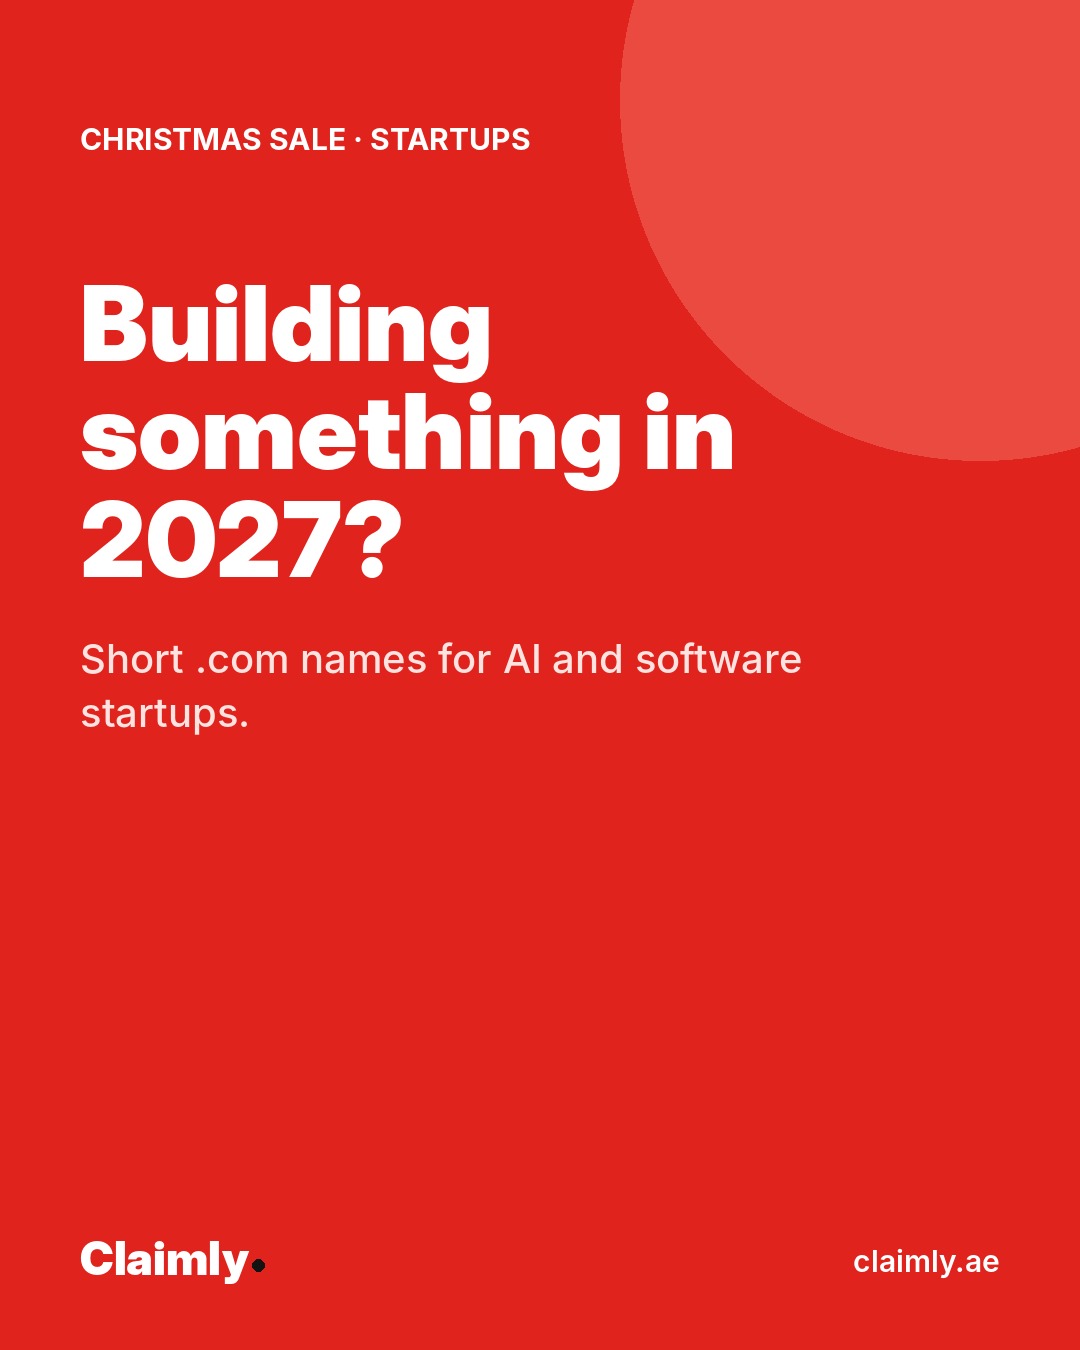 CHRISTMAS SALE · STARTUPS
Building
something in
2027?
Short .com names for AI and software
startups.
Claimly.
claimly.ae